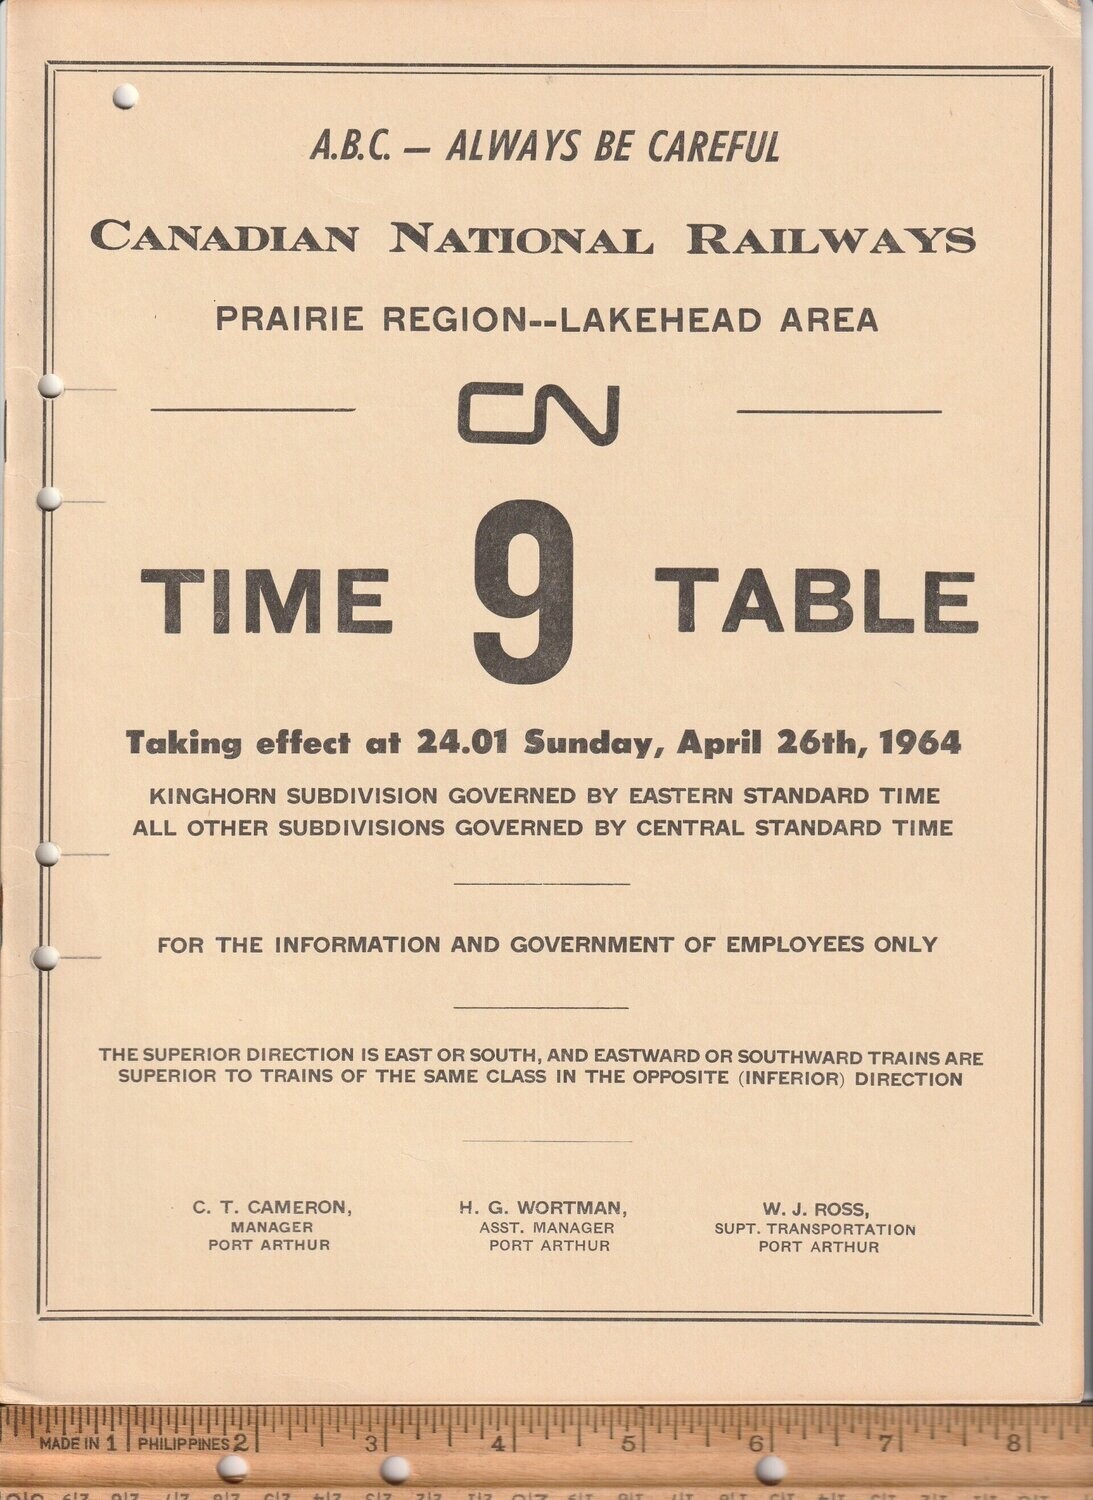 A.B.C. — ALWAYS BE CAREFUL
CANADIAN NATIONAL RAILWAYS
PRAIRIE REGION--LAKEHEAD AREA
CN
TIME 9 TABLE
Taking effect at 24.01 Sunday, April 26th, 1964
KINGHORN SUBDIVISION GOVERNED BY EASTERN STANDARD TIME
ALL OTHER SUBDIVISIONS GOVERNED BY CENTRAL STANDARD TIME
FOR THE INFORMATION AND GOVERNMENT OF EMPLOYEES ONLY
THE SUPERIOR DIRECTION IS EAST OR SOUTH, AND EASTWARD OR SOUTHWARD TRAINS ARE
SUPERIOR TO TRAINS OF THE SAME CLASS IN THE OPPOSITE (INFERIOR) DIRECTION
C. T. CAMERON,
MANAGER
PORT ARTHUR
H. G. WORTMAN,
ASST. MANAGER
PORT ARTHUR
W. J. ROSS,
SUPT. TRANSPORTATION
PORT ARTHUR
MADE IN 1 PHILIPPINES 2 3 4 5 6 7 8